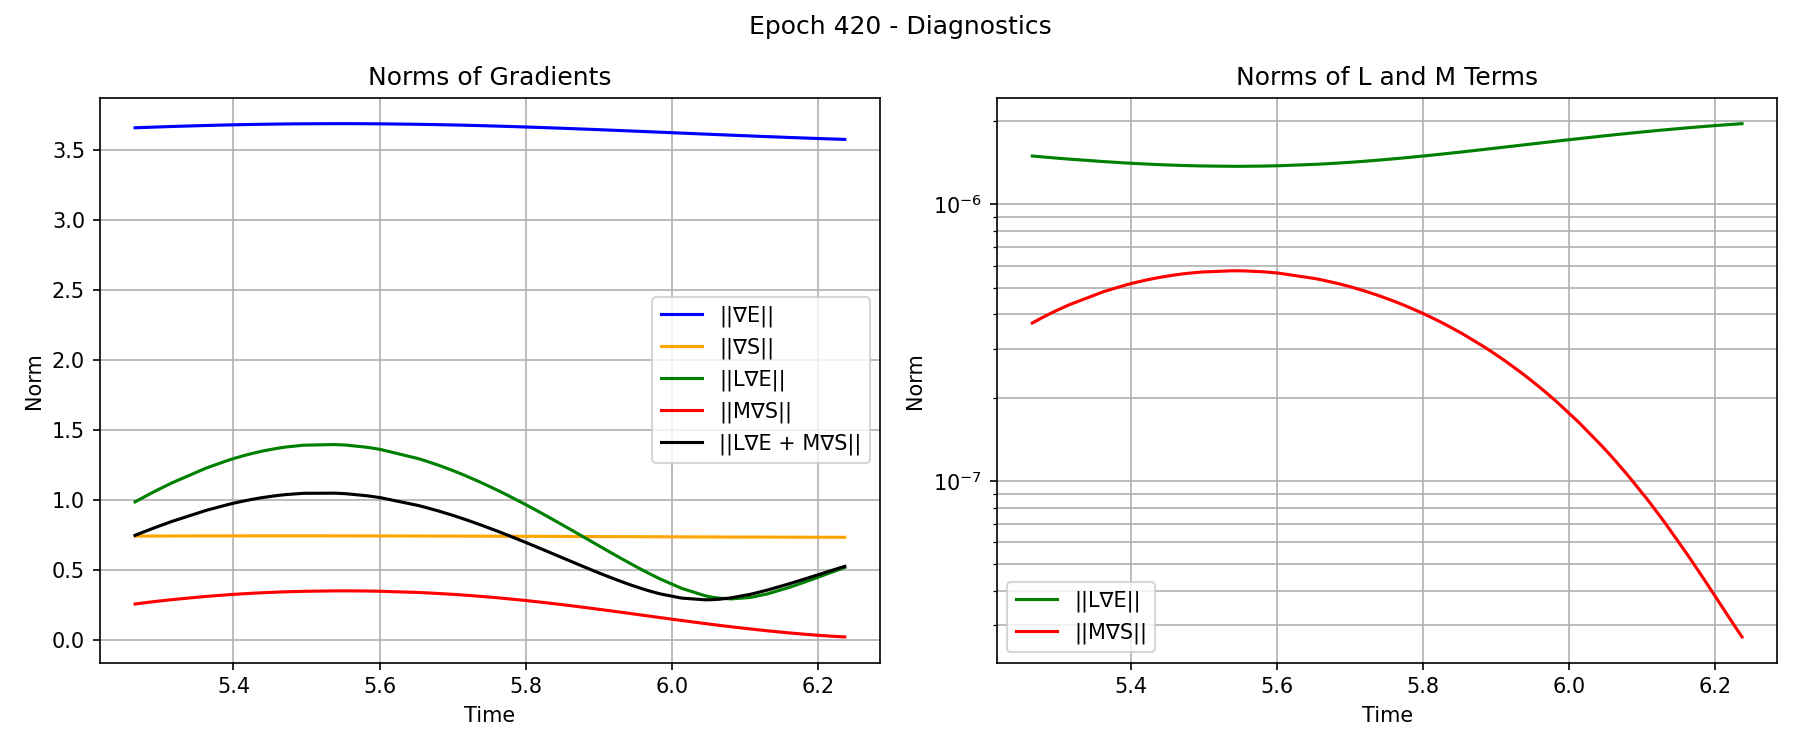 Epoch 420 - Diagnostics
Norms of Gradients
Norm
3.5
3.0
2.5
2.0
1.5
1.0
0.5
0.0
||∇E||
||∇S||
||L∇E||
||M∇S||
||L∇E + M∇S||
5.4 5.6 5.8 6.0 6.2
Time
Norms of L and M Terms
Norm
10⁻⁶
10⁻⁷
||L∇E||
||M∇S||
5.4 5.6 5.8 6.0 6.2
Time